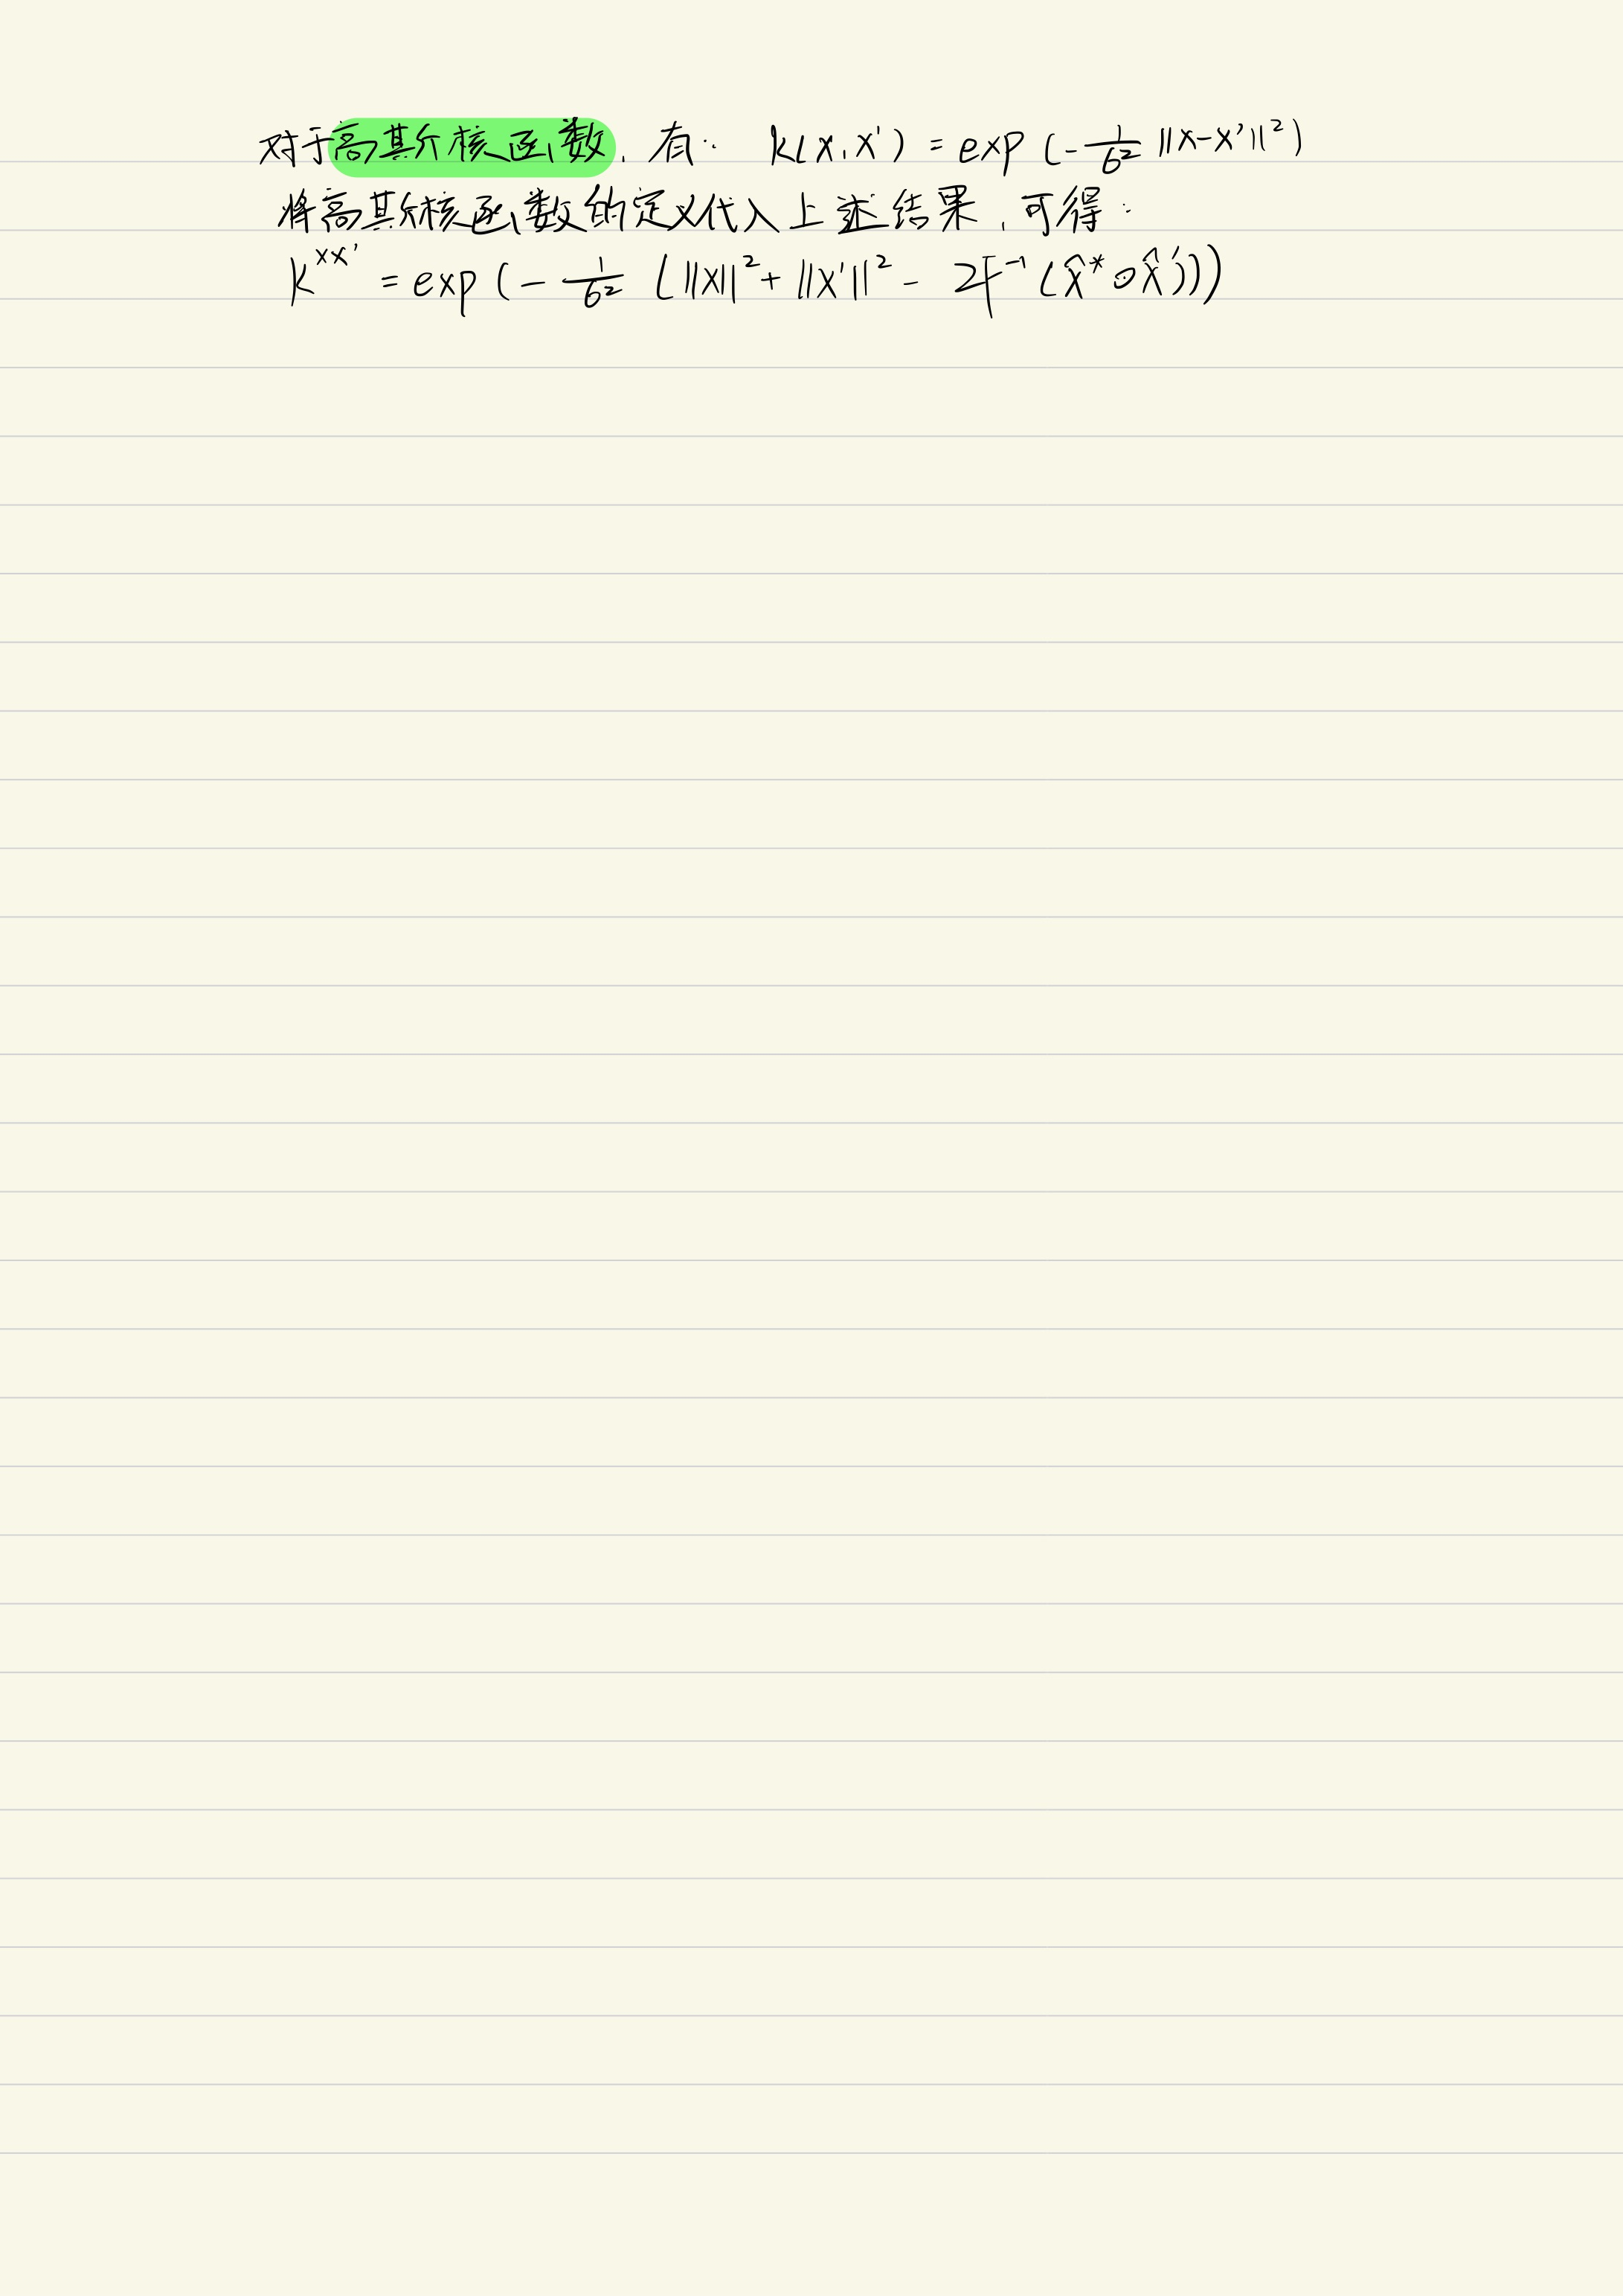 对于高斯核函数，有： k(x,x') = exp(-1/σ² ||x-x'||²)
将高斯核函数的定义代入上述结果，可得：
k^{xx'} = exp(-1/σ² (||x||² + ||x'||² - 2F⁻¹(x̂* ⊙ x̂')))